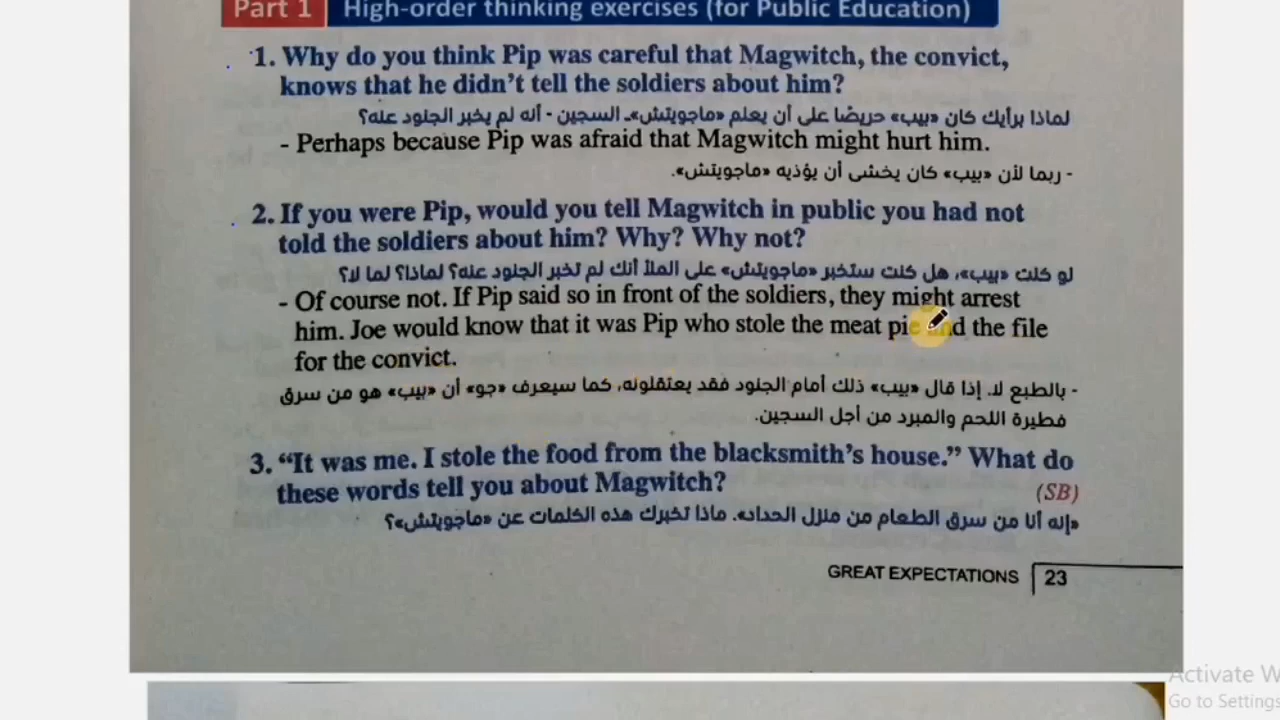 Part 1 High-order thinking exercises (for Public Education)
1. Why do you think Pip was careful that Magwitch, the convict,
knows that he didn't tell the soldiers about him?
لماذا برأيك كان «بيب» حريصًا على أن يعلم «ماجويتش»ـ السجين - أنه لم يخبر الجنود عنه؟
- Perhaps because Pip was afraid that Magwitch might hurt him.
- ربما لأن «بيب» كان يخشى أن يؤذيه «ماجويتش».
2. If you were Pip, would you tell Magwitch in public you had not
told the soldiers about him? Why? Why not?
لو كنت «بيب»، هل كنت ستخبر «ماجويتش» على الملأ أنك لم تخبر الجنود عنه؟ لماذا؟ لما لا؟
- Of course not. If Pip said so in front of the soldiers, they might arrest
him. Joe would know that it was Pip who stole the meat pie and the file
for the convict.
- بالطبع لا. إذا قال «بيب» ذلك أمام الجنود فقد يعتقلونه، كما سيعرف «جو» أن «بيب» هو من سرق
فطيرة اللحم والمبرد من أجل السجين.
3. “It was me. I stole the food from the blacksmith's house.” What do
these words tell you about Magwitch? (SB)
«إنه أنا من سرق الطعام من منزل الحداد». ماذا تخبرك هذه الكلمات عن «ماجويتش»؟
GREAT EXPECTATIONS 23
Activate W
Go to Settings